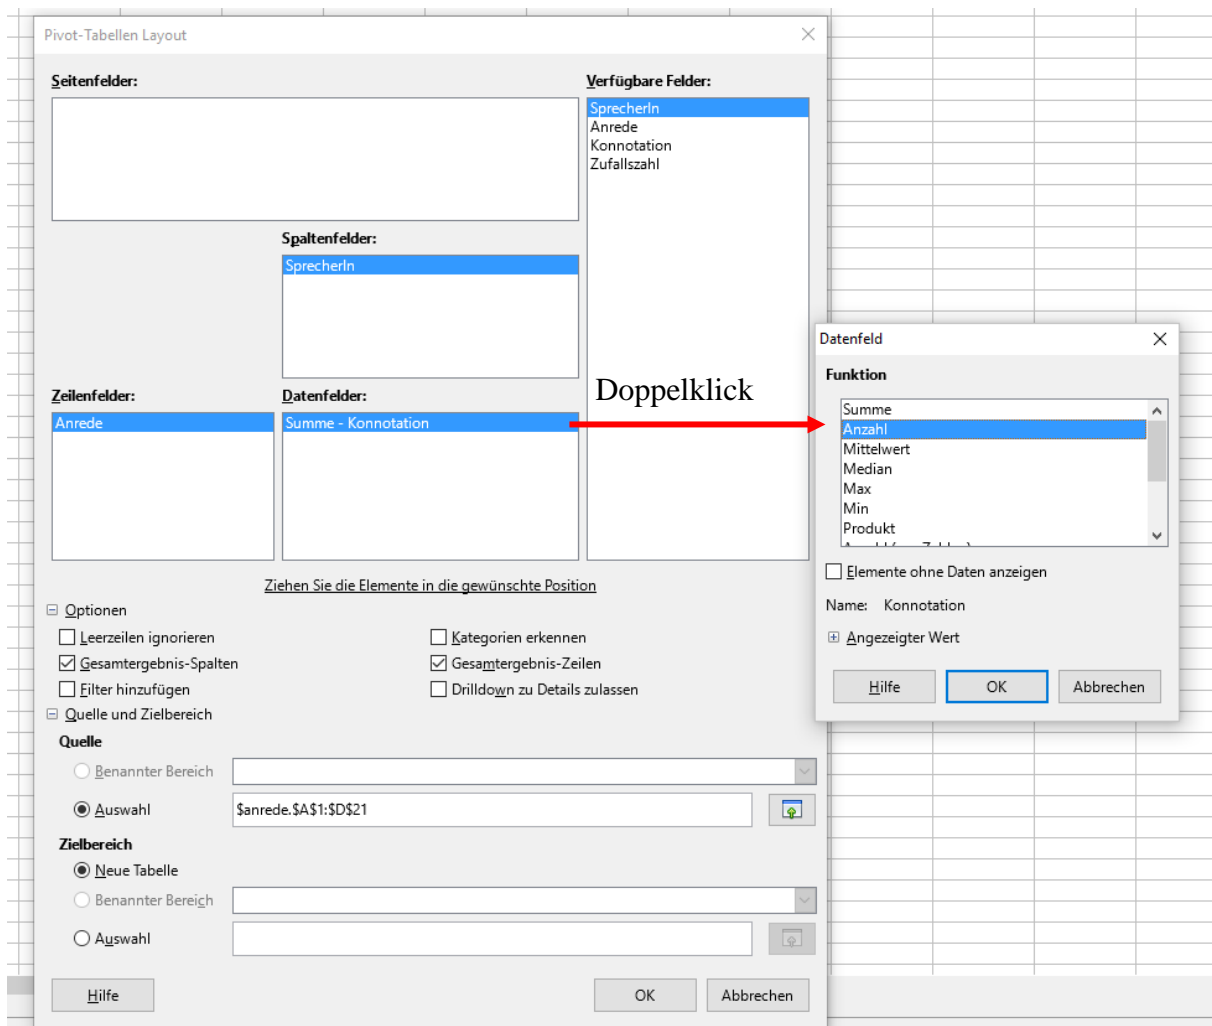 Pivot-Tabellen Layout
Seitenfelder:
Verfügbare Felder:
SprecherIn
Anrede
Konnotation
Zufallszahl
Spaltenfelder:
SprecherIn
Zeilenfelder:
Anrede
Datenfelder:
Summe - Konnotation
Doppelklick
Ziehen Sie die Elemente in die gewünschte Position
Optionen
Leerzeilen ignorieren
Kategorien erkennen
Gesamtergebnis-Spalten
Gesamtergebnis-Zeilen
Filter hinzufügen
Drilldown zu Details zulassen
Quelle und Zielbereich
Quelle
Benannter Bereich
Auswahl
$anrede.$A$1:$D$21
Zielbereich
Neue Tabelle
Benannter Bereich
Auswahl
Hilfe
OK
Abbrechen
Datenfeld
Funktion
Summe
Anzahl
Mittelwert
Median
Max
Min
Produkt
Elemente ohne Daten anzeigen
Name: Konnotation
Angezeigter Wert
Hilfe
OK
Abbrechen